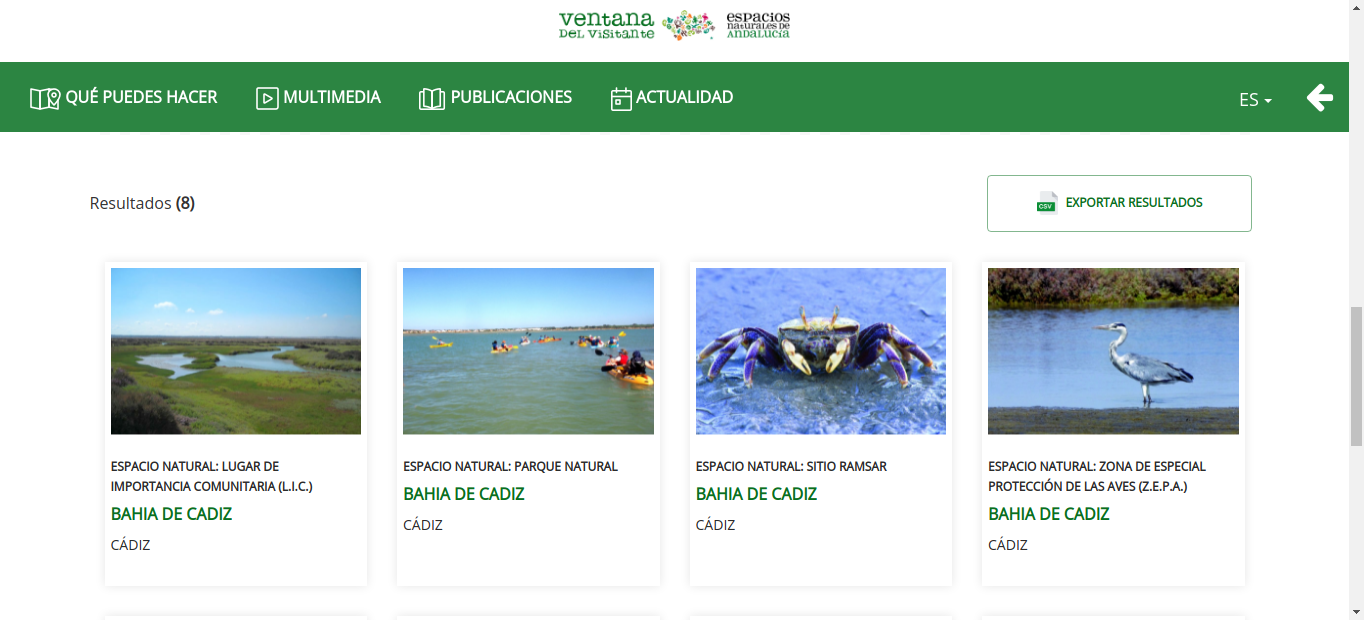 ventana
DEL VISITANTE
espacios
naturales de
ANDALUCÍA
QUÉ PUEDES HACER
MULTIMEDIA
PUBLICACIONES
ACTUALIDAD
ES
Resultados (8)
CSV
EXPORTAR RESULTADOS
ESPACIO NATURAL: LUGAR DE
IMPORTANCIA COMUNITARIA (L.I.C.)
BAHIA DE CADIZ
CÁDIZ
ESPACIO NATURAL: PARQUE NATURAL
BAHIA DE CADIZ
CÁDIZ
ESPACIO NATURAL: SITIO RAMSAR
BAHIA DE CADIZ
CÁDIZ
ESPACIO NATURAL: ZONA DE ESPECIAL
PROTECCIÓN DE LAS AVES (Z.E.P.A.)
BAHIA DE CADIZ
CÁDIZ